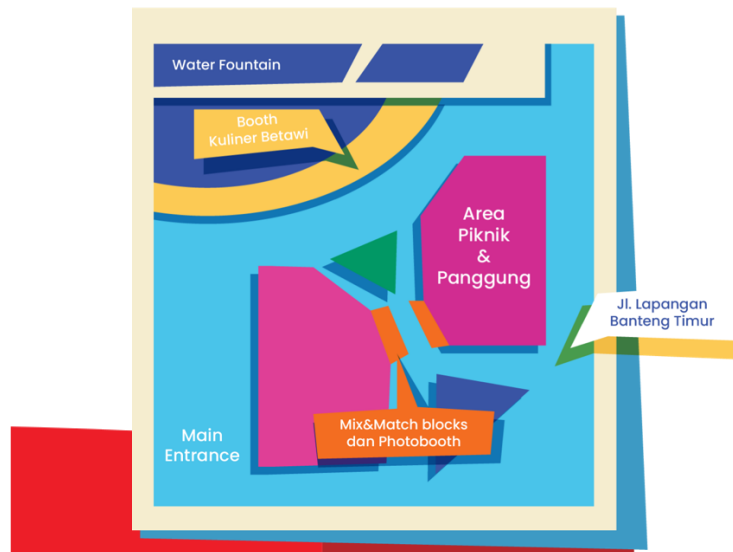 Water Fountain
Booth
Kuliner Betawi
Area
Piknik
&
Panggung
Jl. Lapangan
Banteng Timur
Mix&Match blocks
dan Photobooth
Main
Entrance